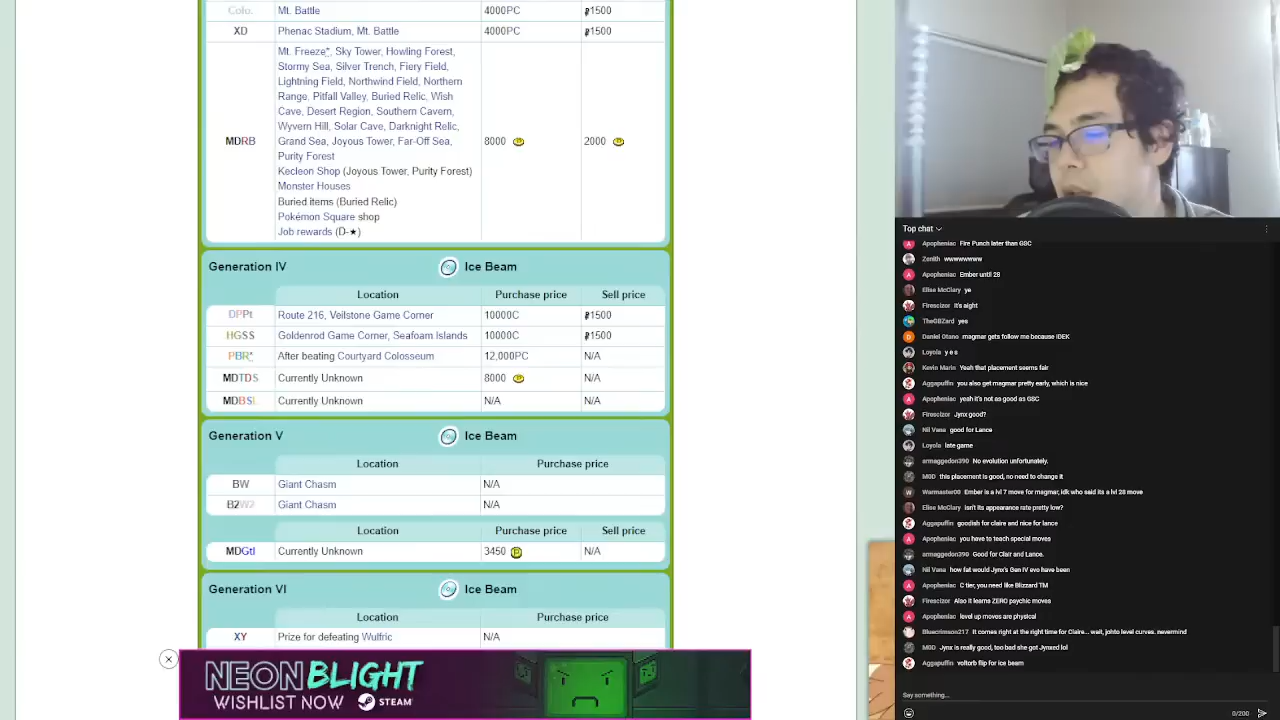 Colo.
Mt. Battle
4000PC
1500
XD
Phenac Stadium, Mt. Battle
4000PC
1500
MDRB
Mt. Freeze*, Sky Tower, Howling Forest,
Stormy Sea, Silver Trench, Fiery Field,
Lightning Field, Northwind Field, Northern
Range, Pitfall Valley, Buried Relic, Wish
Cave, Desert Region, Southern Cavern,
Wyvern Hill, Solar Cave, Darknight Relic,
Grand Sea, Joyous Tower, Far-Off Sea,
Purity Forest
Kecleon Shop (Joyous Tower, Purity Forest)
Monster Houses
Buried items (Buried Relic)
Pokémon Square shop
Job rewards (D-★)
8000
2000
Generation IV
Ice Beam
Location
Purchase price
Sell price
DPPt
Route 216, Veilstone Game Corner
10000C
1500
HGSS
Goldenrod Game Corner, Seafoam Islands
10000C
1500
PBR*
After beating Courtyard Colosseum
12,000PC
N/A
MDTDS
Currently Unknown
8000
N/A
MDBSL
Currently Unknown
N/A
N/A
Generation V
Ice Beam
Location
Purchase price
BW
Giant Chasm
N/A
B2W2
Giant Chasm
N/A
Location
Purchase price
Sell price
MDGtI
Currently Unknown
3450
N/A
Generation VI
Ice Beam
Location
Purchase price
XY
Prize for defeating Wulfric
N/A
NEON LIGHT
WISHLIST NOW
STEAM
Top chat
Apopheniac Fire Punch later than GSC
Zenith wwwwwwww
Apopheniac Ember until 28
Elise McClary ye
Firescizor It's aight
TheGBZard yes
Daniel Otano magmar gets follow me because IDEK
Loyola y e s
Kevin Marin Yeah that placement seems fair
Aggapuffin you also get magmar pretty early, which is nice
Apopheniac yeah it's not as good as GSC
Firescizor Jynx good?
Nil Vana good for Lance
Loyola late game
armaggedon390 No evolution unfortunately.
MGD this placement is good, no need to change it
Warmaster00 Ember is a lvl 7 move for magmar, idk who said its a lvl 28 move
Elise McClary isn't its appearance rate pretty low?
Aggapuffin goodish for claire and nice for lance
Apopheniac you have to teach special moves
armaggedon390 Good for Clair and Lance.
Nil Vana how fat would Jynx's Gen IV evo have been
Apopheniac C tier, you need like Blizzard TM
Firescizor Also it learns ZERO psychic moves
Apopheniac level up moves are physical
Bluecrimson217 It comes right at the right time for Claire... wait, johto level curves. nevermind
MGD Jynx is really good, too bad she got Jynxed lol
Aggapuffin voltorb flip for ice beam
Say something...
0/200